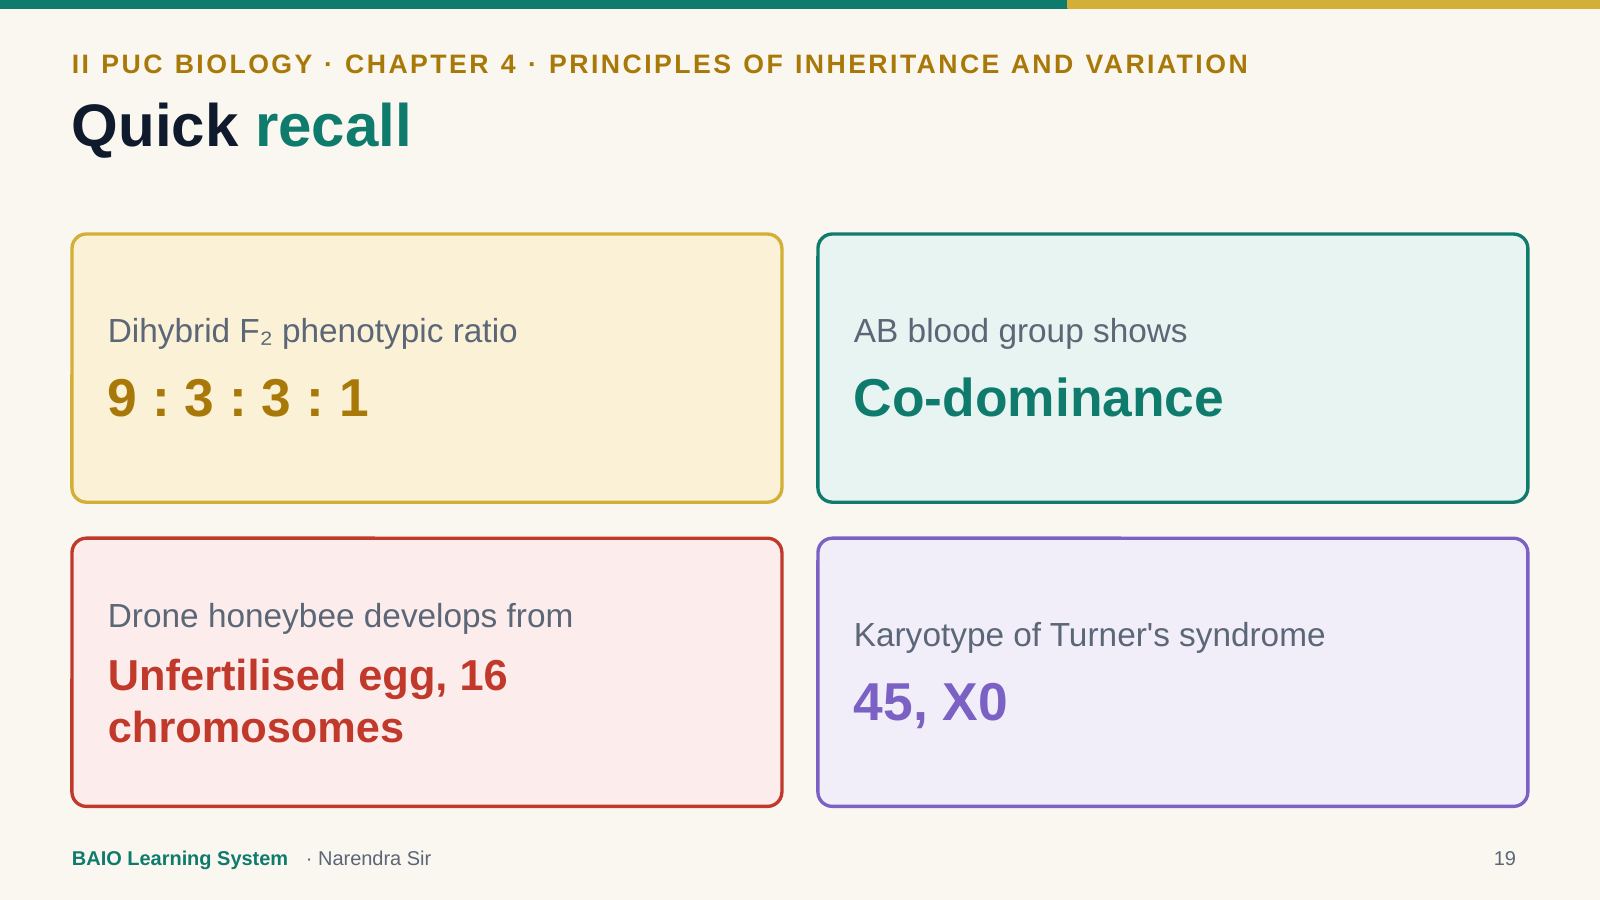 II PUC BIOLOGY · CHAPTER 4 · PRINCIPLES OF INHERITANCE AND VARIATION
Quick recall
Dihybrid F₂ phenotypic ratio
9 : 3 : 3 : 1
AB blood group shows
Co-dominance
Drone honeybee develops from
Unfertilised egg, 16
chromosomes
Karyotype of Turner's syndrome
45, X0
BAIO Learning System · Narendra Sir
19